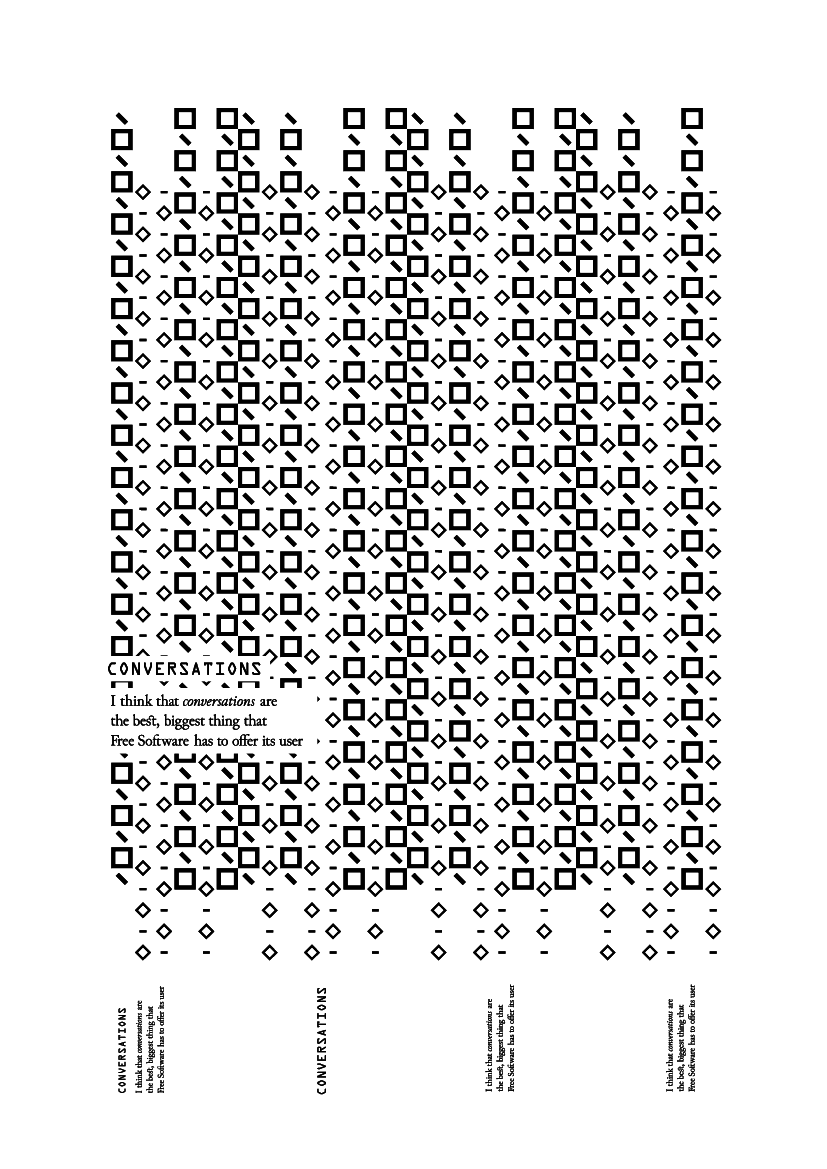 CONVERSATIONS
I think that conversations are
the best, biggest thing that
Free Software has to offer its user
CONVERSATIONS
I think that conversations are
the best, biggest thing that
Free Software has to offer its user
CONVERSATIONS
I think that conversations are
the best, biggest thing that
Free Software has to offer its user
I think that conversations are
the best, biggest thing that
Free Software has to offer its user